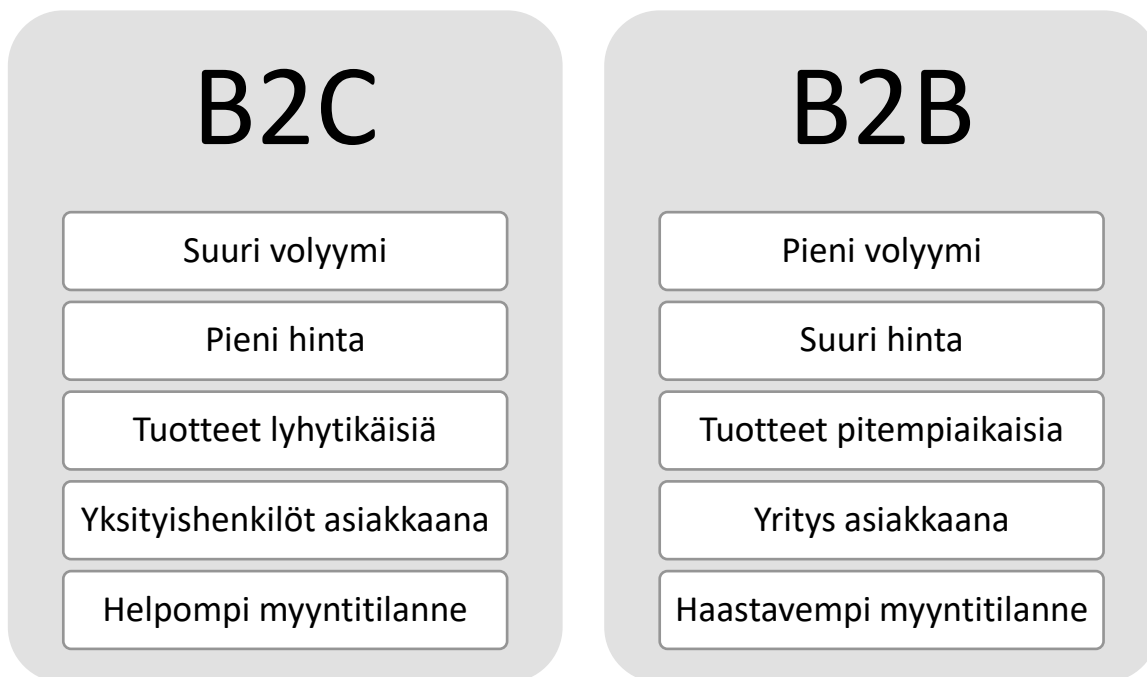 B2C
Suuri volyymi
Pieni hinta
Tuotteet lyhytikäisiä
Yksityishenkilöt asiakkaana
Helpompi myyntitilanne
B2B
Pieni volyymi
Suuri hinta
Tuotteet pitempiaikaisia
Yritys asiakkaana
Haastavempi myyntitilanne